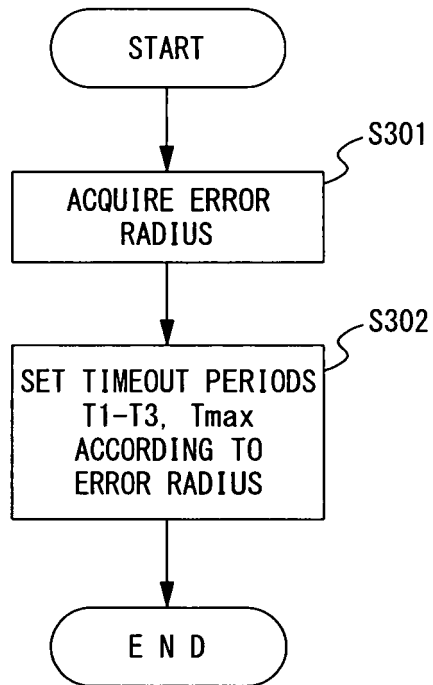 START
S301
ACQUIRE ERROR
RADIUS
S302
SET TIMEOUT PERIODS
T1-T3, Tmax
ACCORDING TO
ERROR RADIUS
E N D